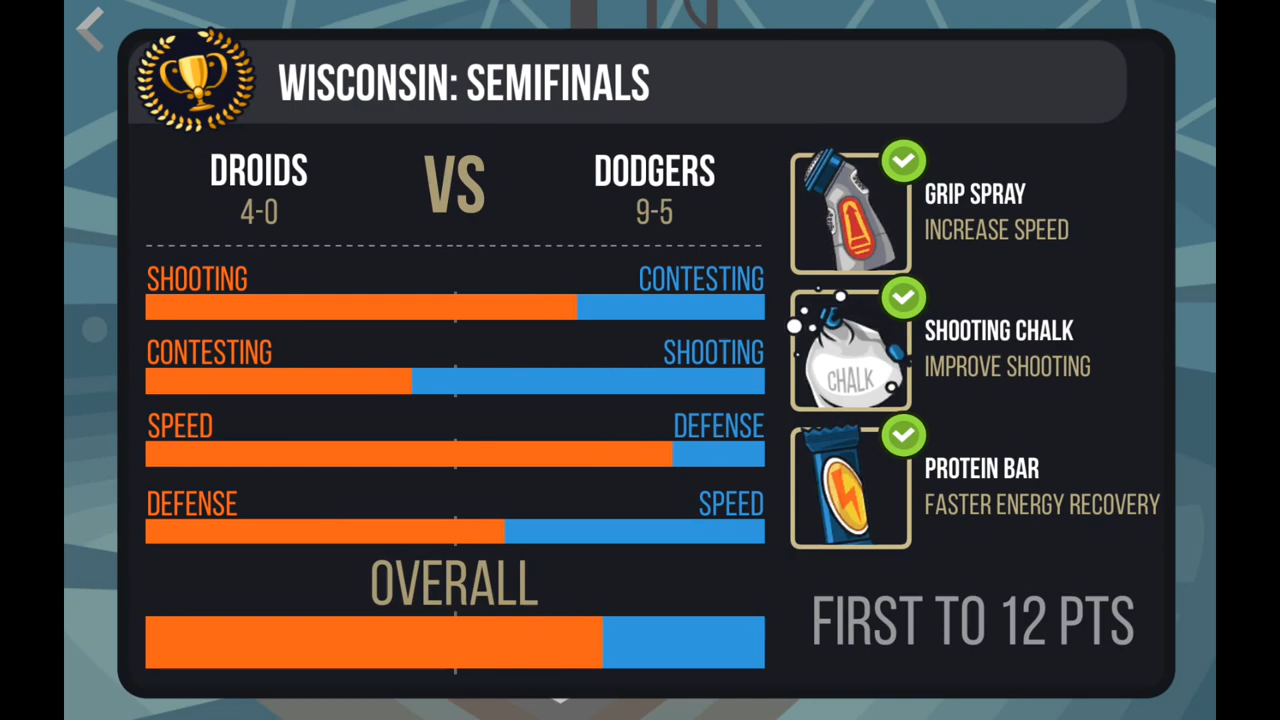 WISCONSIN: SEMIFINALS
DROIDS VS DODGERS
4-0 9-5
SHOOTING CONTESTING
CONTESTING SHOOTING
SPEED DEFENSE
DEFENSE SPEED
OVERALL
GRIP SPRAY
INCREASE SPEED
CHALK
SHOOTING CHALK
IMPROVE SHOOTING
PROTEIN BAR
FASTER ENERGY RECOVERY
FIRST TO 12 PTS